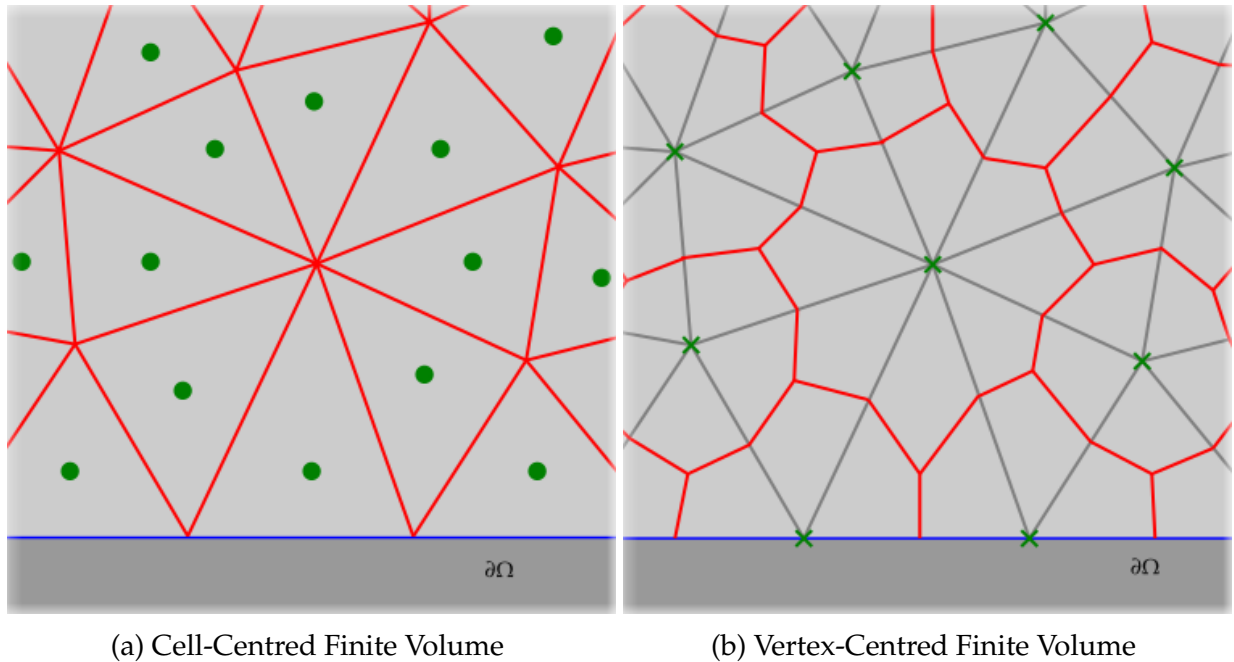 ∂Ω
∂Ω
(a) Cell-Centred Finite Volume
(b) Vertex-Centred Finite Volume